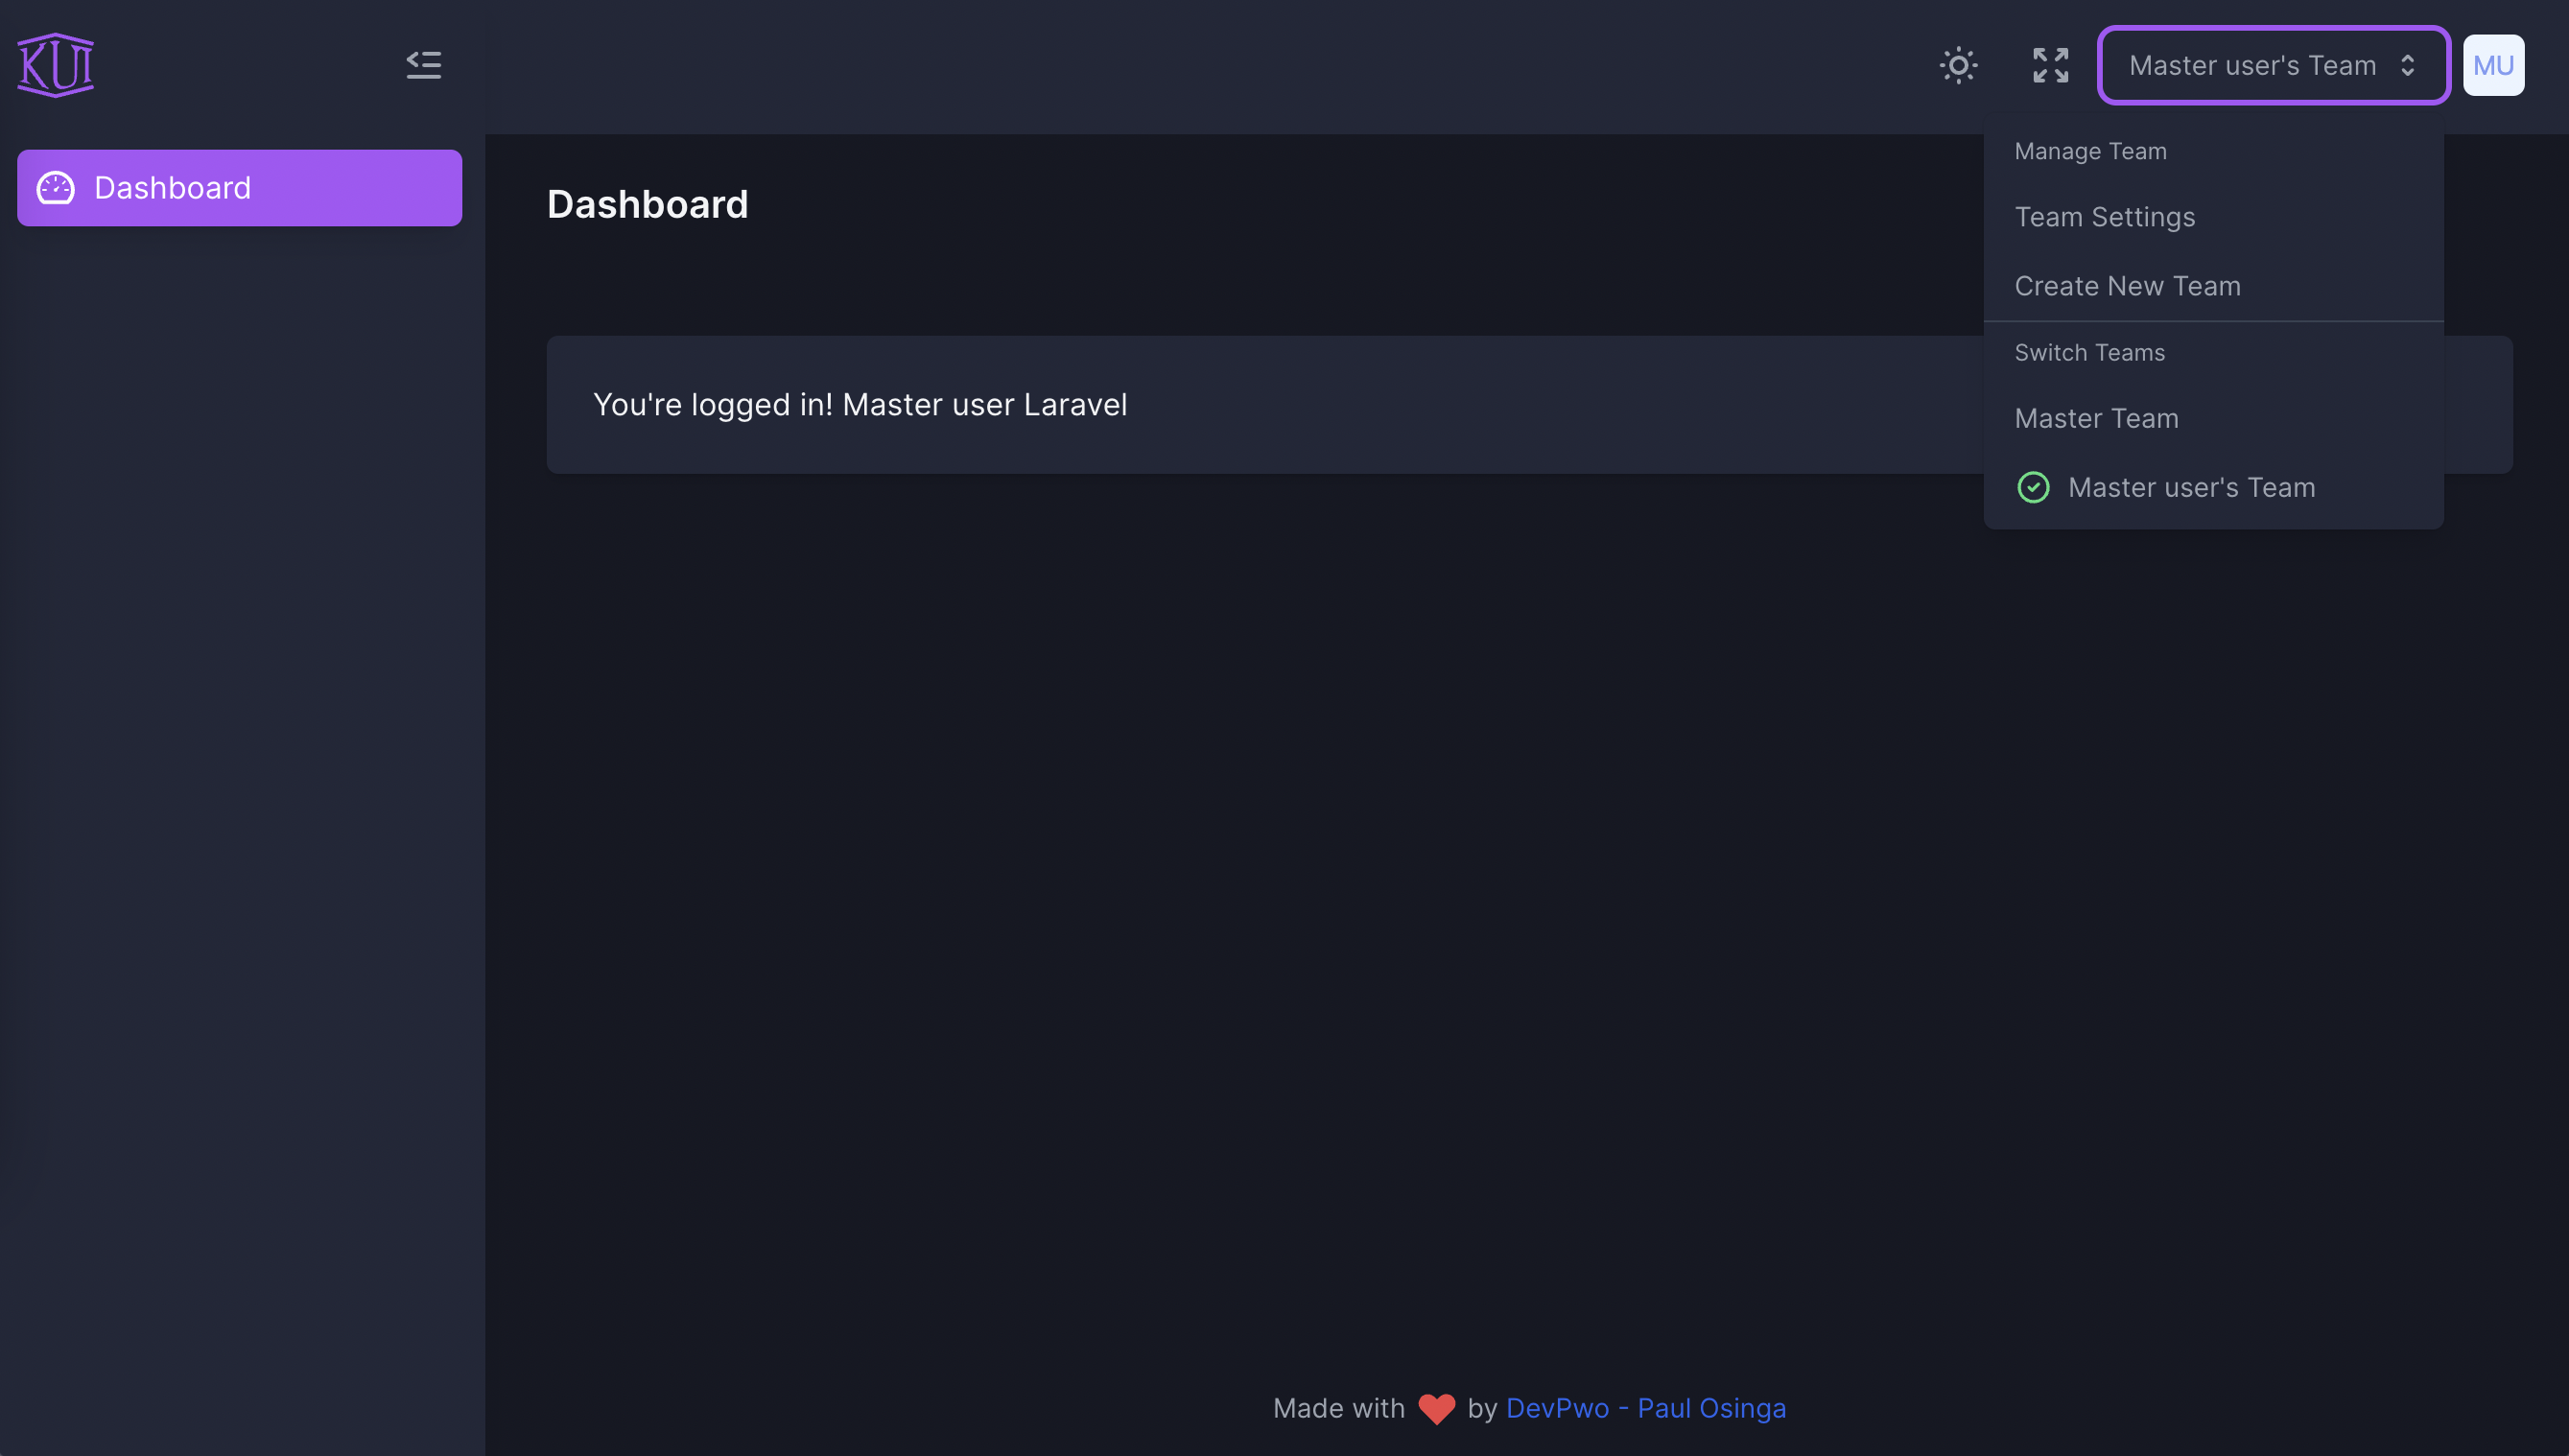 KUI
Master user's Team
MU
Dashboard
Dashboard
You're logged in! Master user Laravel
Manage Team
Team Settings
Create New Team
Switch Teams
Master Team
Master user's Team
Made with ❤ by DevPwo - Paul Osinga